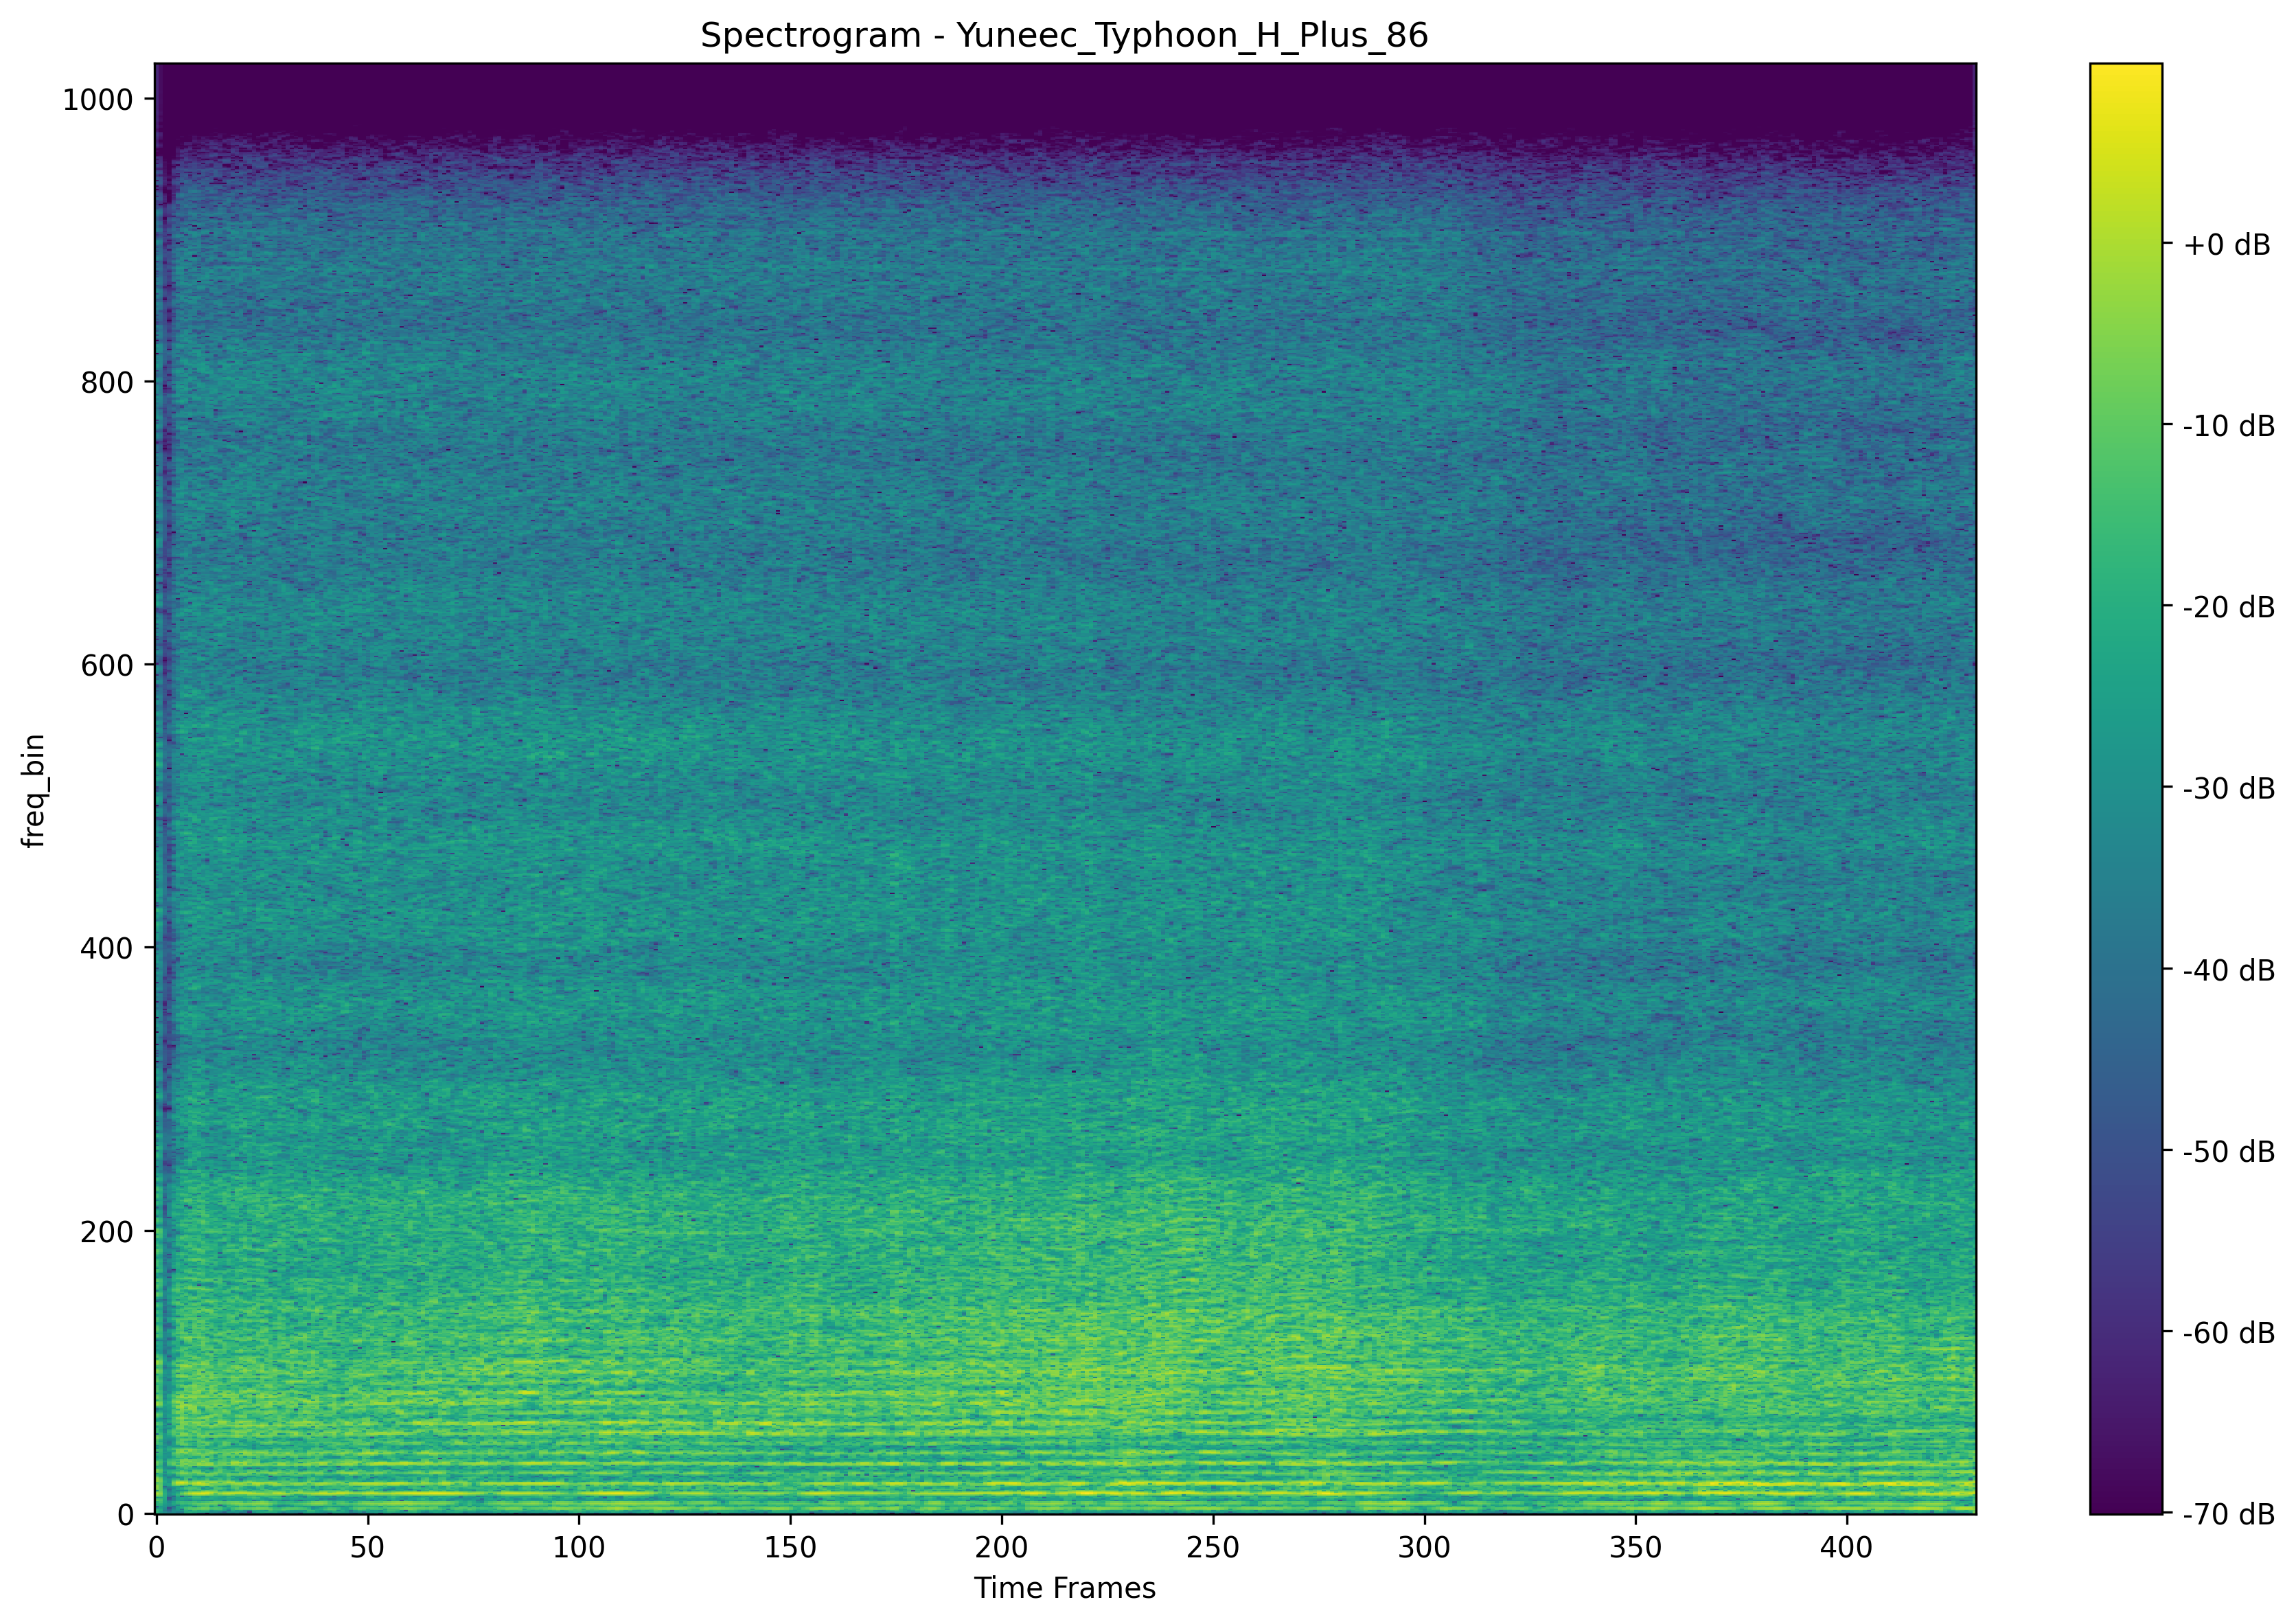 Spectrogram - Yuneec_Typhoon_H_Plus_86
1000
800
600
400
200
0
freq_bin
0 50 100 150 200 250 300 350 400
Time Frames
+0 dB
-10 dB
-20 dB
-30 dB
-40 dB
-50 dB
-60 dB
-70 dB